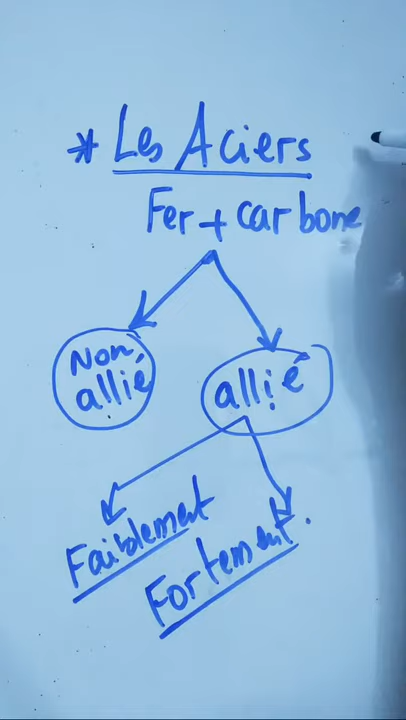 * Les Aciers
Fer + carbone
Non
allié
allié
Faiblement
Fortement.